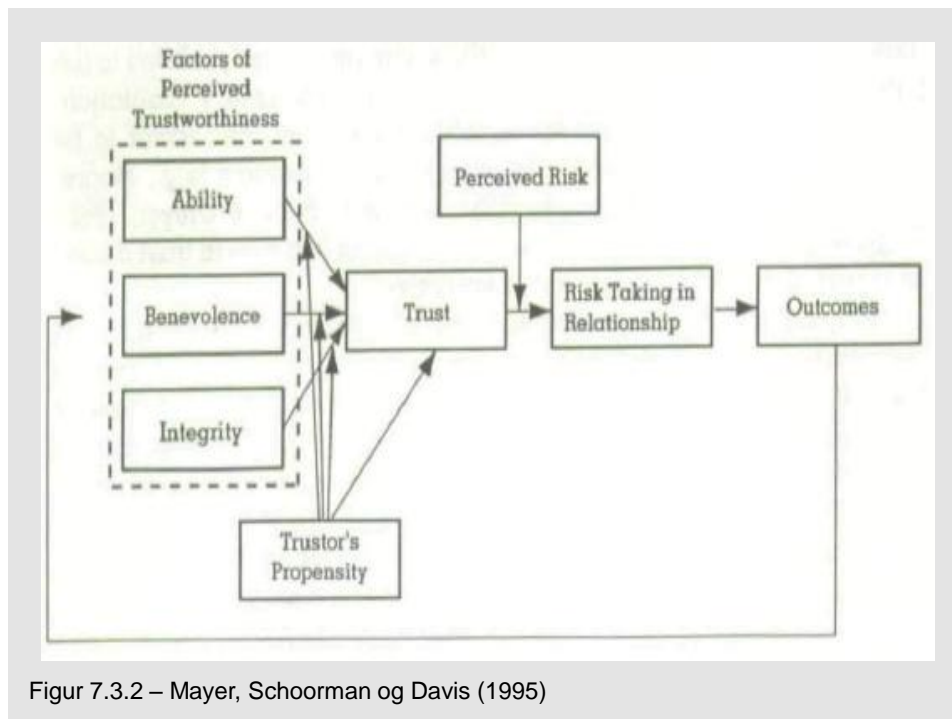 Factors of
Perceived
Trustworthiness
Ability
Perceived Risk
Benevolence
Trust
Risk Taking in
Relationship
Outcomes
Integrity
Trustor's
Propensity
Figur 7.3.2 – Mayer, Schoorman og Davis (1995)